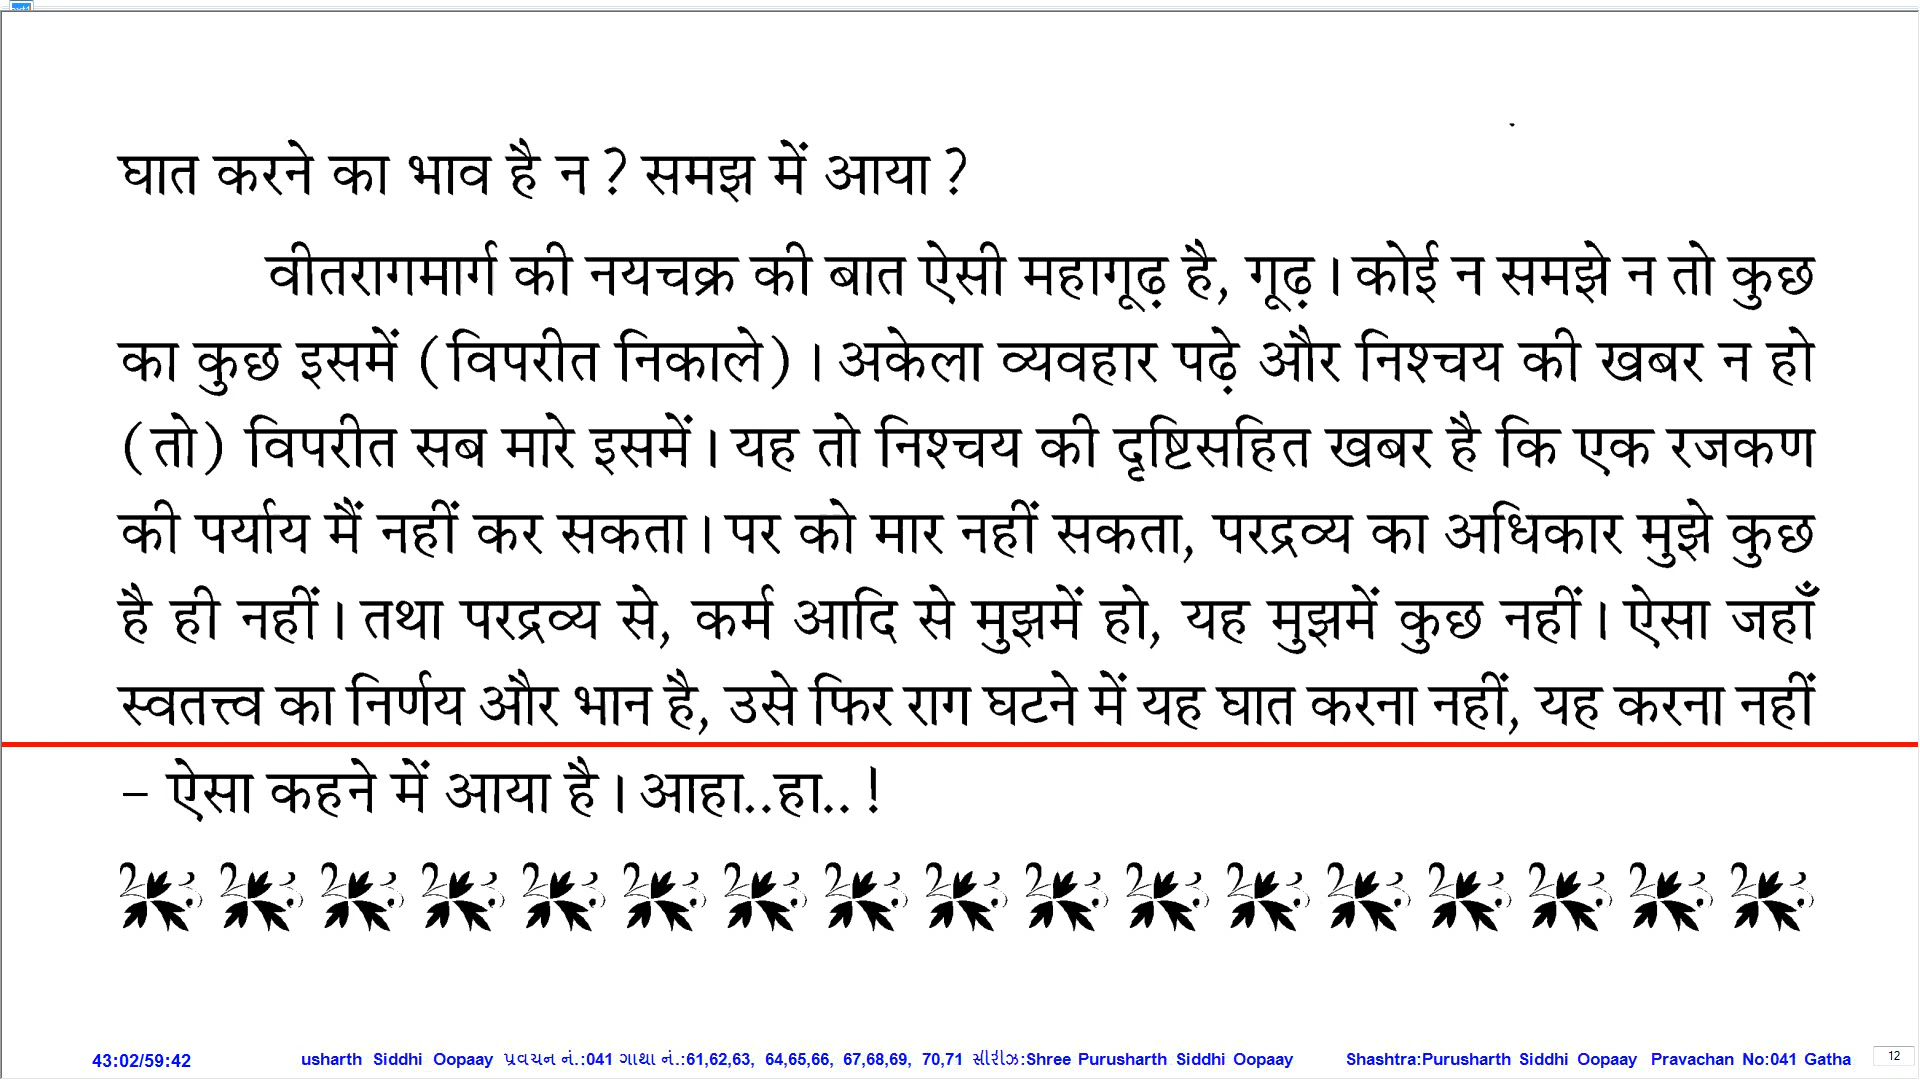 घात करने का भाव है न ? समझ में आया ?
वीतरागमार्ग की नयचक्र की बात ऐसी महागूढ़ है, गूढ़ । कोई न समझे न तो कुछ
का कुछ इसमें (विपरीत निकाले) । अकेला व्यवहार पढ़े और निश्चय की खबर न हो
(तो) विपरीत सब मारे इसमें । यह तो निश्चय की दृष्टिसहित खबर है कि एक रजकण
की पर्याय मैं नहीं कर सकता । पर को मार नहीं सकता, परद्रव्य का अधिकार मुझे कुछ
है ही नहीं । तथा परद्रव्य से, कर्म आदि से मुझमें हो, यह मुझमें कुछ नहीं । ऐसा जहाँ
स्वतत्त्व का निर्णय और भान है, उसे फिर राग घटने में यह घात करना नहीं, यह करना नहीं
– ऐसा कहने में आया है । आहा..हा.. !
43:02/59:42 usharth Siddhi Oopaay પ્રવચન નં.:041 ગાથા નં.:61,62,63, 64,65,66, 67,68,69, 70,71 સીરીઝ:Shree Purusharth Siddhi Oopaay Shashtra:Purusharth Siddhi Oopaay Pravachan No:041 Gatha 12